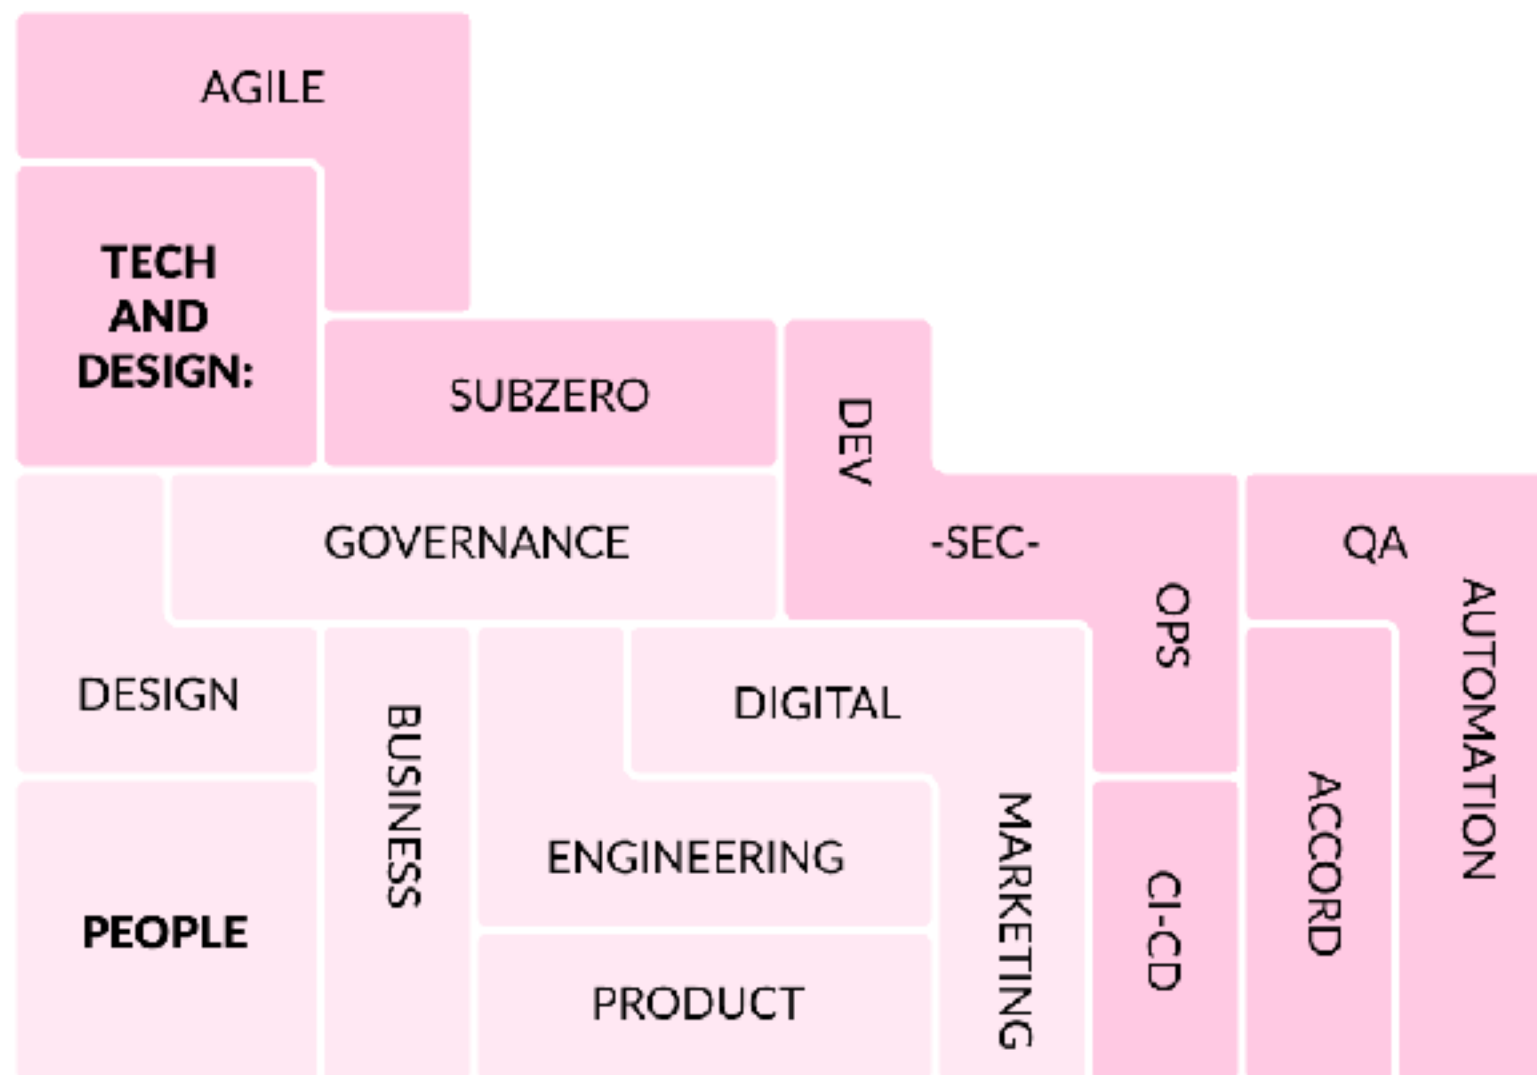 AGILE
TECH
AND
DESIGN:
SUBZERO
DEV
-SEC-
OPS
QA
AUTOMATION
GOVERNANCE
DESIGN
BUSINESS
DIGITAL
MARKETING
ENGINEERING
PRODUCT
PEOPLE
CI-CD
ACCORD